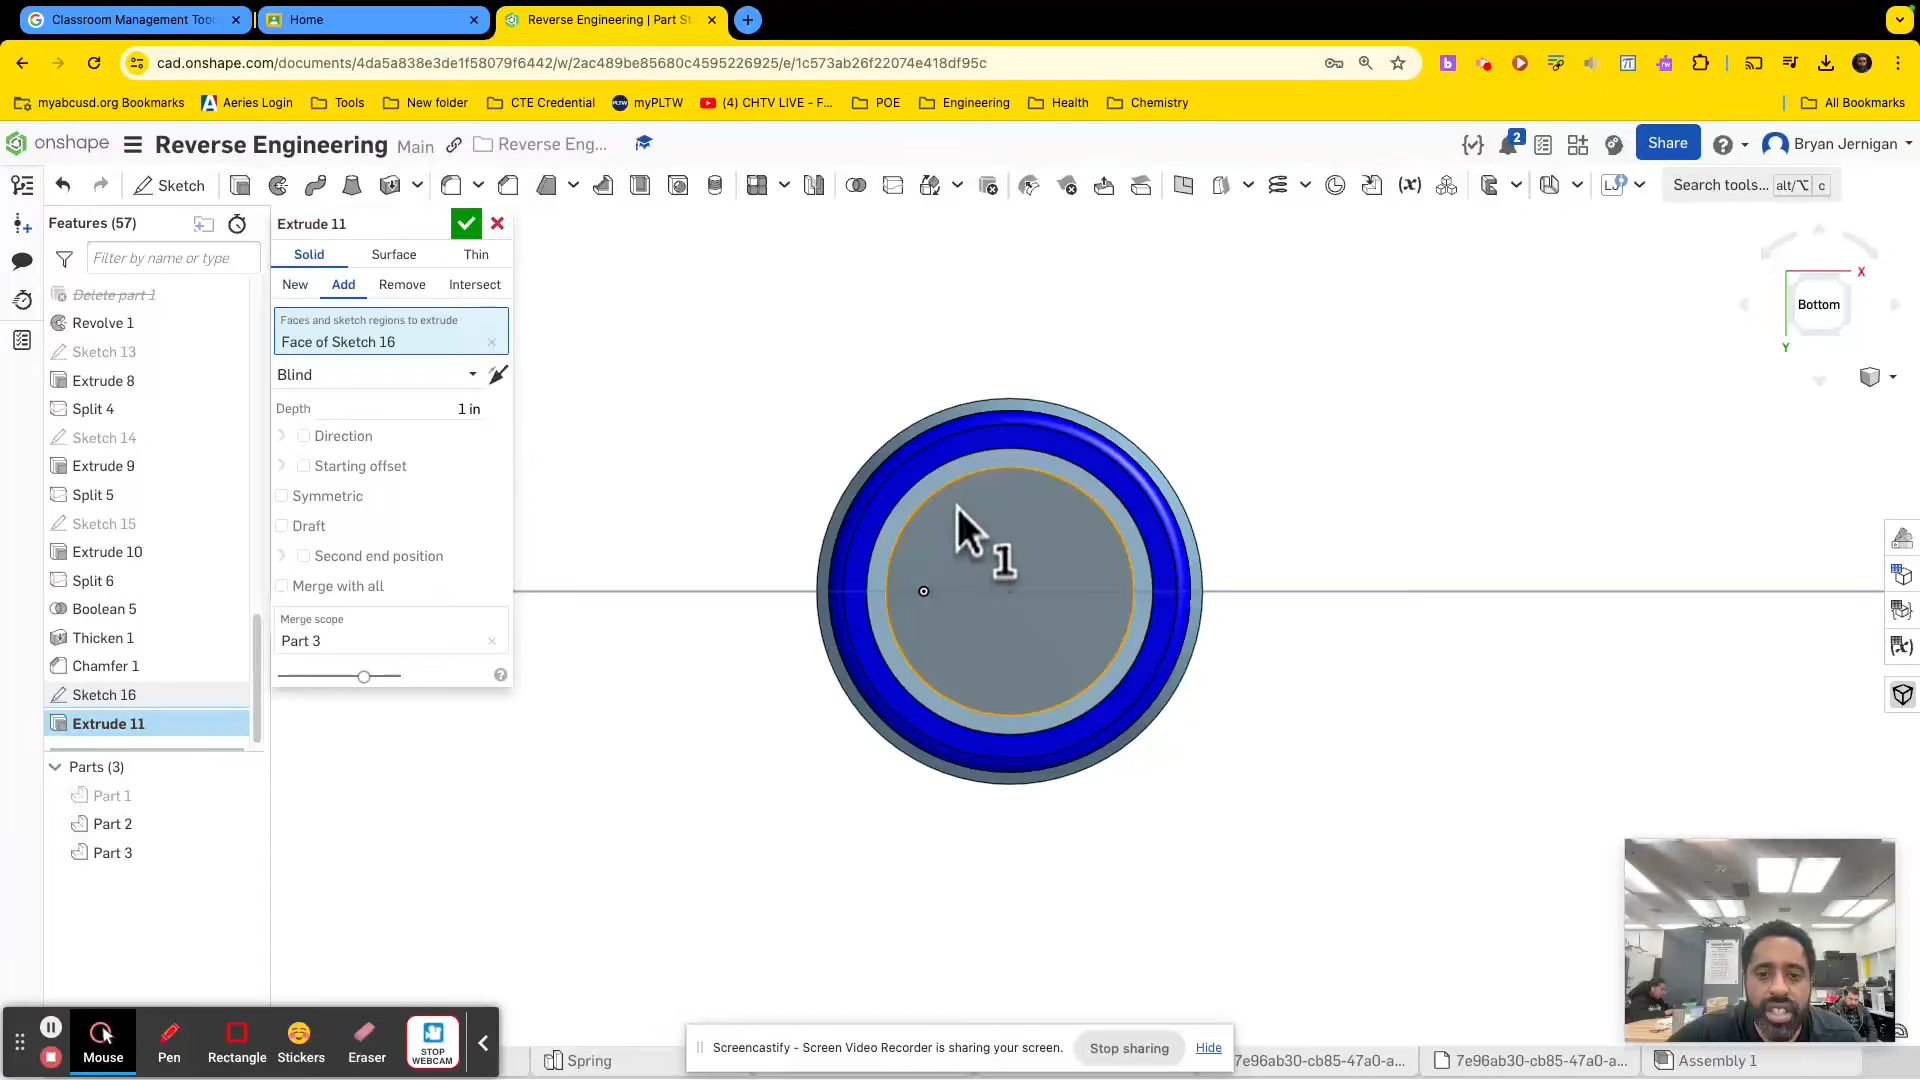 Classroom Management Too
Home
Reverse Engineering | Part St
cad.onshape.com/documents/4da5a838e3de1f58079f6442/w/2ac489be85680c4595226925/e/1c573ab26f22074e418df95c
myabcusd.org Bookmarks
Aeries Login
Tools
New folder
CTE Credential
myPLTW
(4) CHTV LIVE - F...
POE
Engineering
Health
Chemistry
All Bookmarks
onshape
Reverse Engineering
Main
Reverse Eng...
2
Share
Bryan Jernigan
Sketch
Search tools...
alt/⌥
c
Features (57)
Filter by name or type
Delete part 1
Revolve 1
Sketch 13
Extrude 8
Split 4
Sketch 14
Extrude 9
Split 5
Sketch 15
Extrude 10
Split 6
Boolean 5
Thicken 1
Chamfer 1
Sketch 16
Extrude 11
Parts (3)
Part 1
Part 2
Part 3
Extrude 11
Solid
Surface
Thin
New
Add
Remove
Intersect
Faces and sketch regions to extrude
Face of Sketch 16
Blind
Depth
1 in
Direction
Starting offset
Symmetric
Draft
Second end position
Merge with all
Merge scope
Part 3
1
X
Bottom
Y
Mouse
Pen
Rectangle
Stickers
Eraser
STOP
WEBCAM
Spring
Screencastify - Screen Video Recorder is sharing your screen.
Stop sharing
Hide
7e96ab30-cb85-47a0-a...
7e96ab30-cb85-47a0-a...
Assembly 1